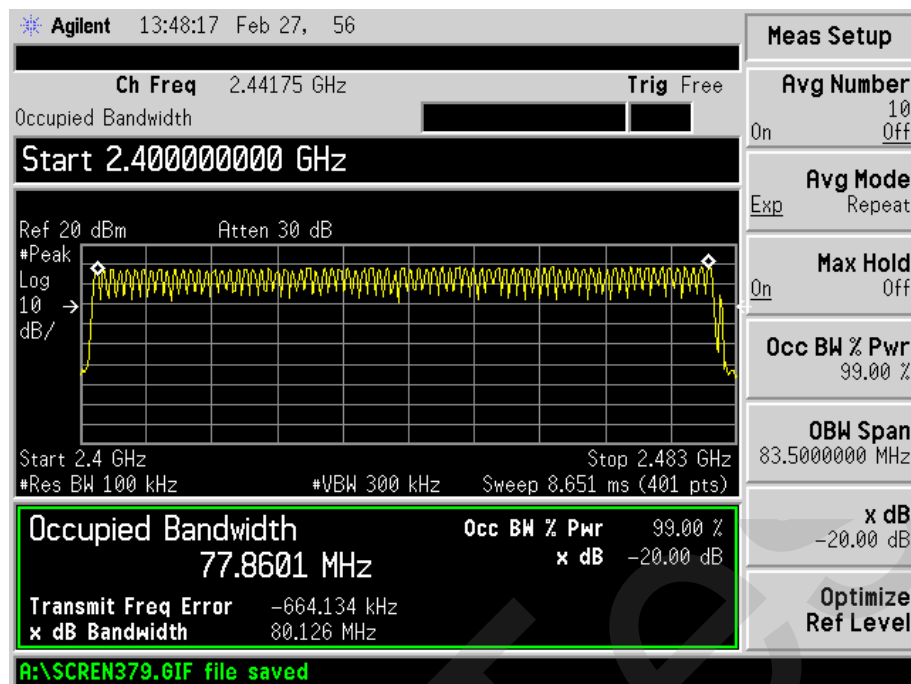 Agilent 13:48:17 Feb 27, 56
Ch Freq 2.44175 GHz Trig Free
Occupied Bandwidth
Start 2.400000000 GHz
Ref 20 dBm Atten 30 dB
#Peak
Log
10
dB/
Start 2.4 GHz Stop 2.483 GHz
#Res BW 100 kHz #VBW 300 kHz Sweep 8.651 ms (401 pts)
Occupied Bandwidth Occ BW % Pwr 99.00 %
77.8601 MHz x dB -20.00 dB
Transmit Freq Error -664.134 kHz
x dB Bandwidth 80.126 MHz
A:\SCREN379.GIF file saved
Meas Setup
Avg Number
10
On Off
Avg Mode
Exp Repeat
Max Hold
On Off
Occ BW % Pwr
99.00 %
OBW Span
83.5000000 MHz
x dB
-20.00 dB
Optimize
Ref Level